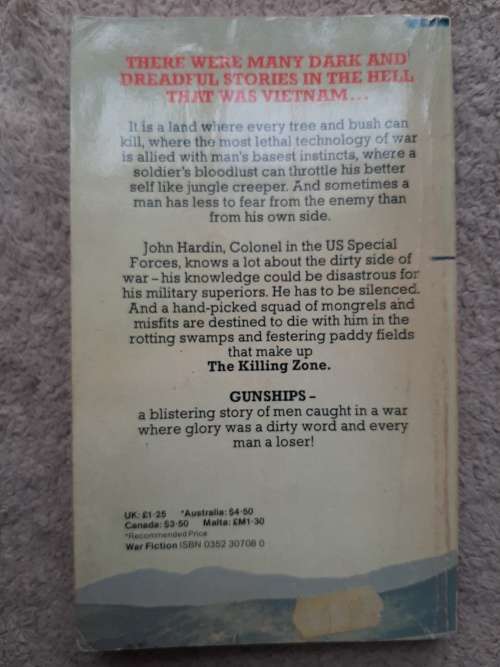 THERE WERE MANY DARK AND
DREADFUL STORIES IN THE HELL
THAT WAS VIETNAM...
It is a land where every tree and bush can
kill, where the most lethal technology of war
is allied with man's basest instincts, where a
soldier's bloodlust can throttle his better
self like jungle creeper. And sometimes a
man has less to fear from the enemy than
from his own side.
John Hardin, Colonel in the US Special
Forces, knows a lot about the dirty side of
war – his knowledge could be disastrous for
his military superiors. He has to be silenced.
And a hand-picked squad of mongrels and
misfits are destined to die with him in the
rotting swamps and festering paddy fields
that make up
The Killing Zone.
GUNSHIPS –
a blistering story of men caught in a war
where glory was a dirty word and every
man a loser!
UK: £1·25 *Australia: $4·50
Canada: $3·50 Malta: £M1·30
*Recommended Price
War Fiction ISBN 0352 30708 0